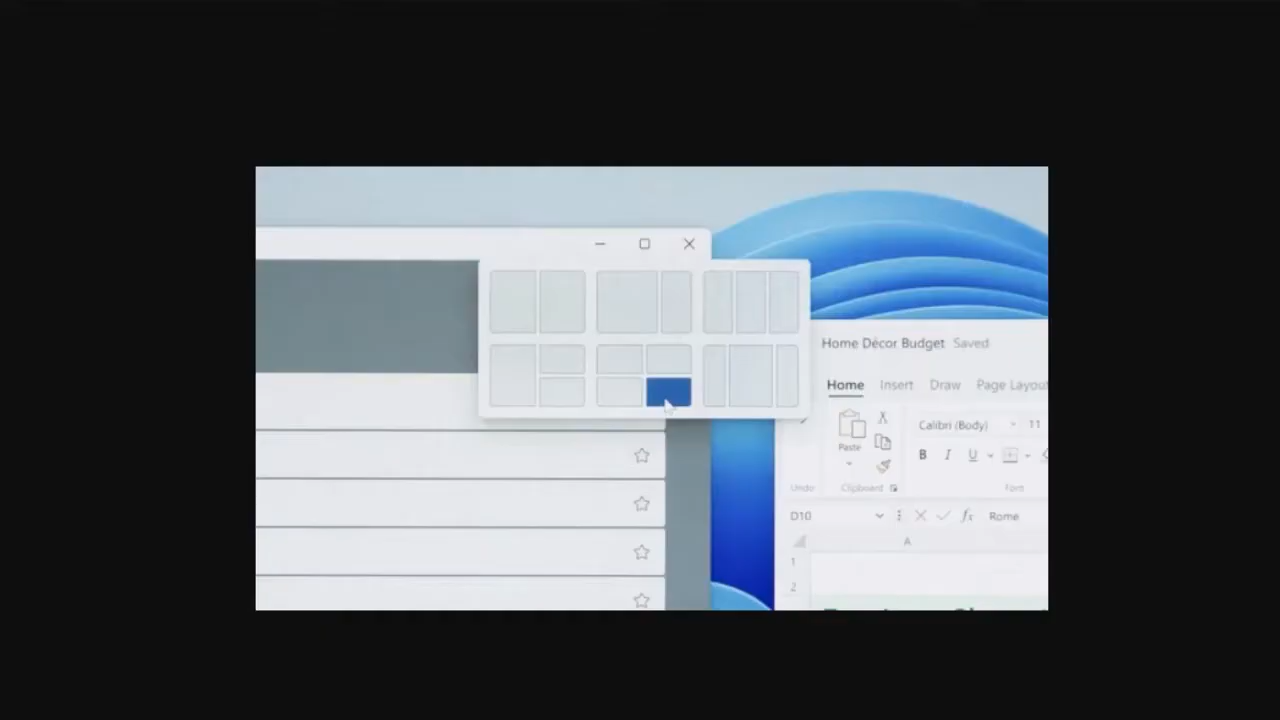 Home Décor Budget Saved
Home Insert Draw Page Layout
Calibri (Body) 11
Paste
B I U
Undo Clipboard Font
D10 fx Rome
A
1
2